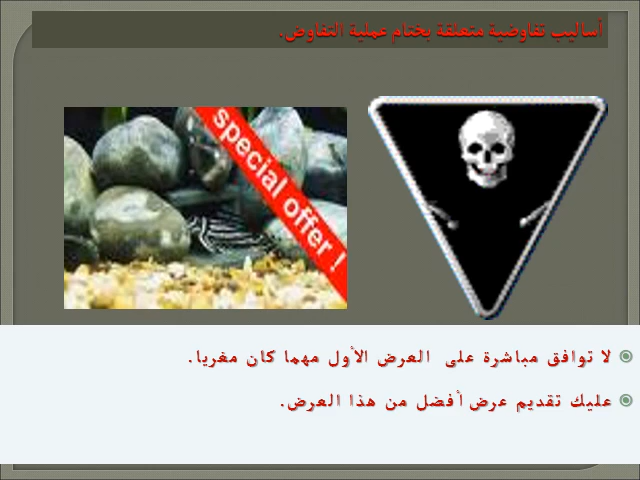 أساليب تفاوضية متعلقة بختام عملية التفاوض.
special offer !
لا توافق مباشرة على العرض الأول مهما كان مغريا.
عليك تقديم عرض أفضل من هذا العرض.